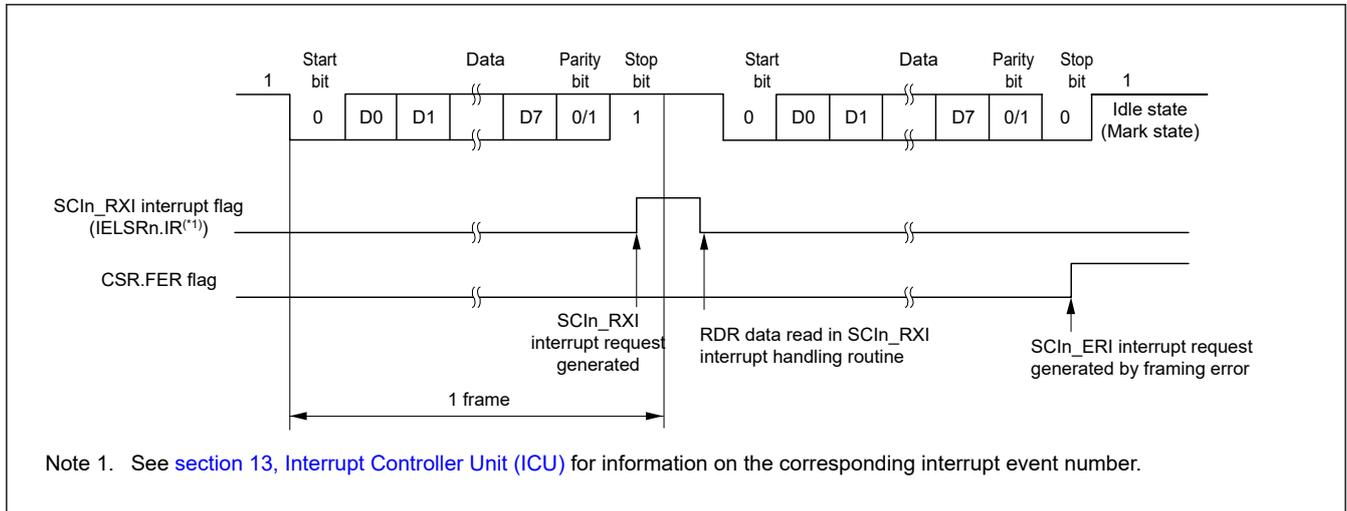 Start Data Parity Stop Start Data Parity Stop
1 bit bit bit bit bit bit 1
0 D0 D1 D7 0/1 1 0 D0 D1 D7 0/1 0 Idle state
(Mark state)
SCIn_RXI interrupt flag
(IELSRn.IR(*1))
CSR.FER flag
SCIn_RXI
interrupt request
generated
RDR data read in SCIn_RXI
interrupt handling routine
SCIn_ERI interrupt request
generated by framing error
1 frame
Note 1. See section 13, Interrupt Controller Unit (ICU) for information on the corresponding interrupt event number.